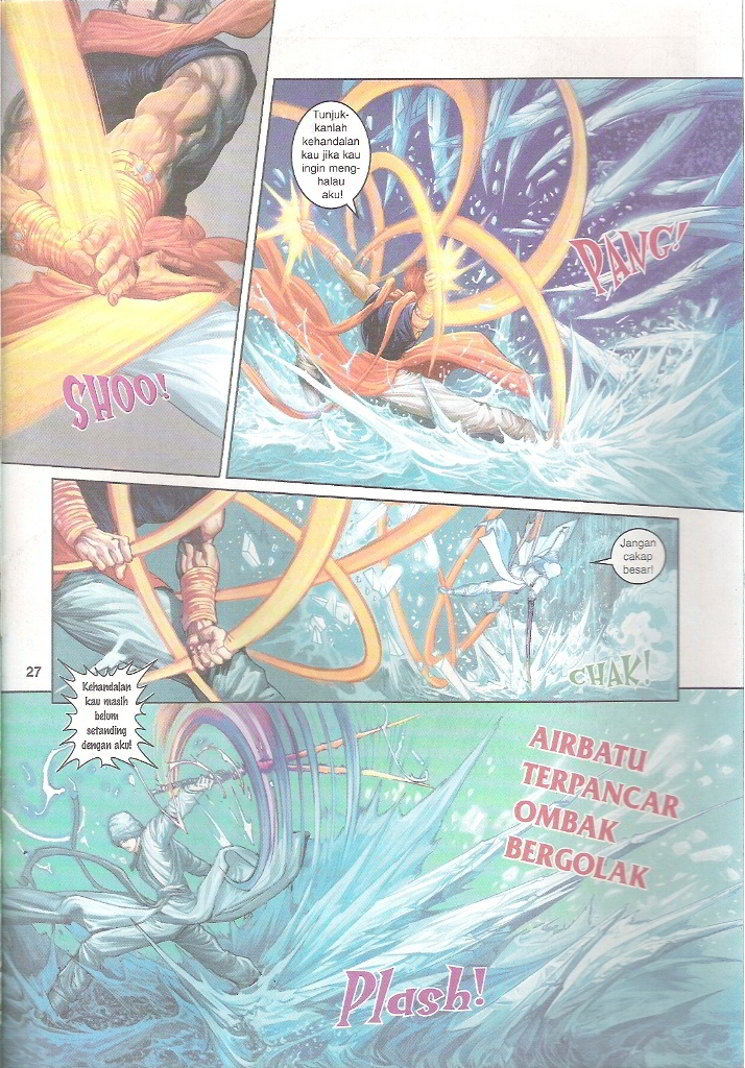 SHOO!
Tunjuk-
kanlah
kehandalan
kau jika kau
ingin meng-
halau
aku!
PANG!
Jangan
cakap
besar!
CHAK!
27
Kehandalan
kau masih
belum
setanding
dengan aku!
AIRBATU
TERPANCAR
OMBAK
BERGOLAK
Plash!